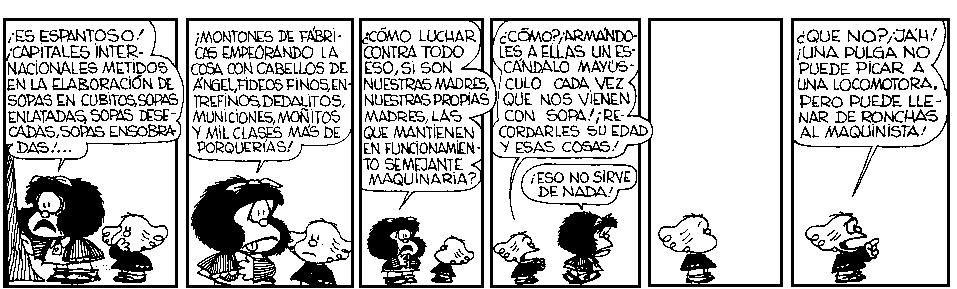 ¡ES ESPANTOSO!
¡CAPITALES INTER-
NACIONALES METIDOS
EN LA ELABORACIÓN DE
SOPAS EN CUBITOS, SOPAS
ENLATADAS, SOPAS DESE-
CADAS, SOPAS ENSOBRA-
DAS!...
¡MONTONES DE FÁBRI-
CAS EMPEORANDO LA
COSA CON CABELLOS DE
ÁNGEL, FIDEOS FINOS, EN-
TREFINOS, DEDALITOS,
MUNICIONES, MOÑITOS
Y MIL CLASES MÁS DE
PORQUERÍAS!
¿CÓMO LUCHAR
CONTRA TODO
ESO, SI SON
NUESTRAS MADRES,
NUESTRAS PROPIAS
MADRES, LAS
QUE MANTIENEN
EN FUNCIONAMIEN-
TO SEMEJANTE
MAQUINARIA?
¿CÓMO?, ¡ARMÁNDO-
LES A ELLAS UN ES-
CÁNDALO MAYÚS-
CULO CADA VEZ
QUE NOS VIENEN
CON SOPA! ¡RE-
CORDARLES SU EDAD
Y ESAS COSAS!
¡ESO NO SIRVE
DE NADA!
¿QUE NO? ¡JAH!
¡UNA PULGA NO
PUEDE PICAR A
UNA LOCOMOTORA,
PERO PUEDE LLE-
NAR DE RONCHAS
AL MAQUINISTA!